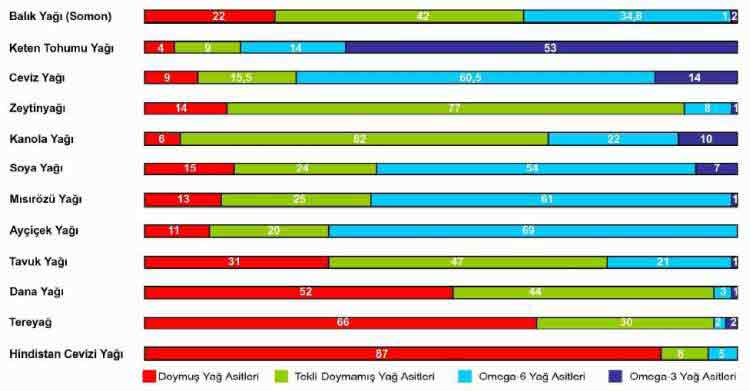 Balık Yağı (Somon) 22 42 34,8 1,2
Keten Tohumu Yağı 4 9 14 53
Ceviz Yağı 9 15,5 60,5 14
Zeytinyağı 14 77 8 1
Kanola Yağı 6 62 22 10
Soya Yağı 15 24 54 7
Mısırözü Yağı 13 25 61 1
Ayçiçek Yağı 11 20 69
Tavuk Yağı 31 47 21 1
Dana Yağı 52 44 3 1
Tereyağ 66 30 2 2
Hindistan Cevizi Yağı 87 8 5
Doymuş Yağ Asitleri Tekli Doymamış Yağ Asitleri Omega-6 Yağ Asitleri Omega-3 Yağ Asitleri